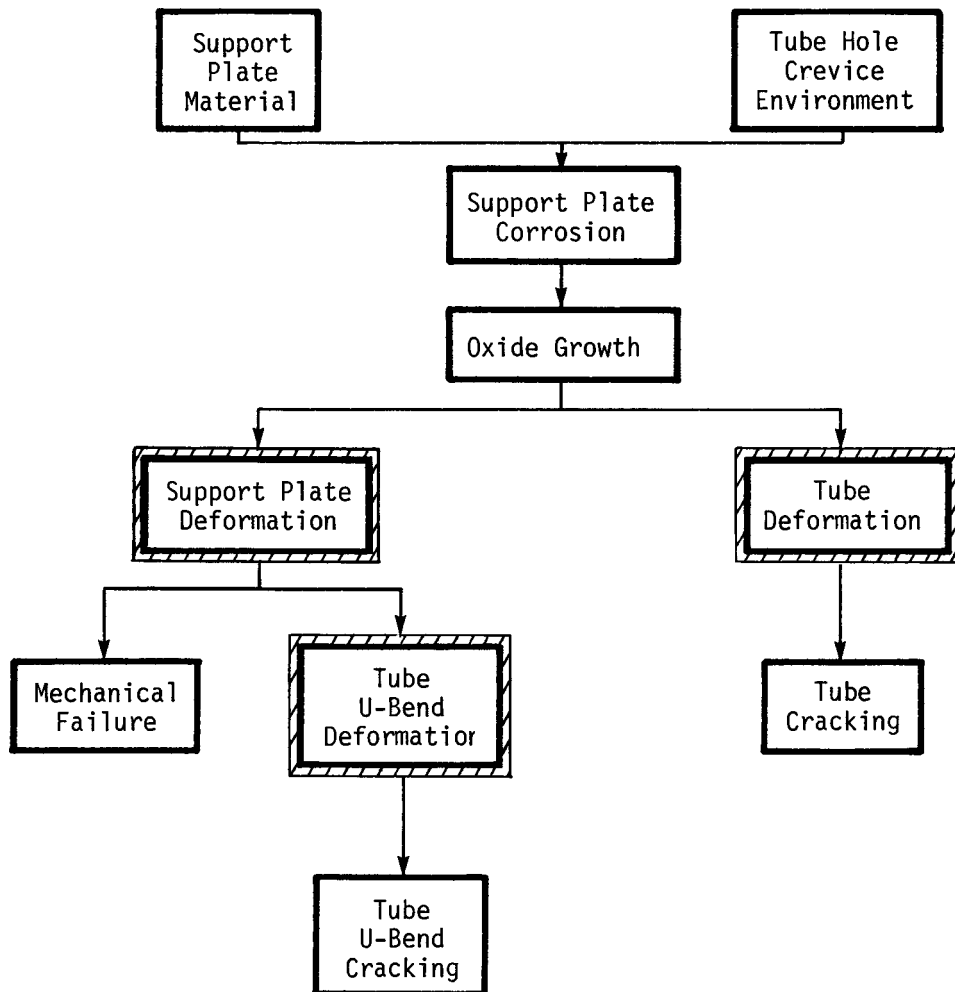 Support
Plate
Material
Tube Hole
Crevice
Environment
Support Plate
Corrosion
Oxide Growth
Support Plate
Deformation
Tube
Deformation
Mechanical
Failure
Tube
U-Bend
Deformation
Tube
Cracking
Tube
U-Bend
Cracking